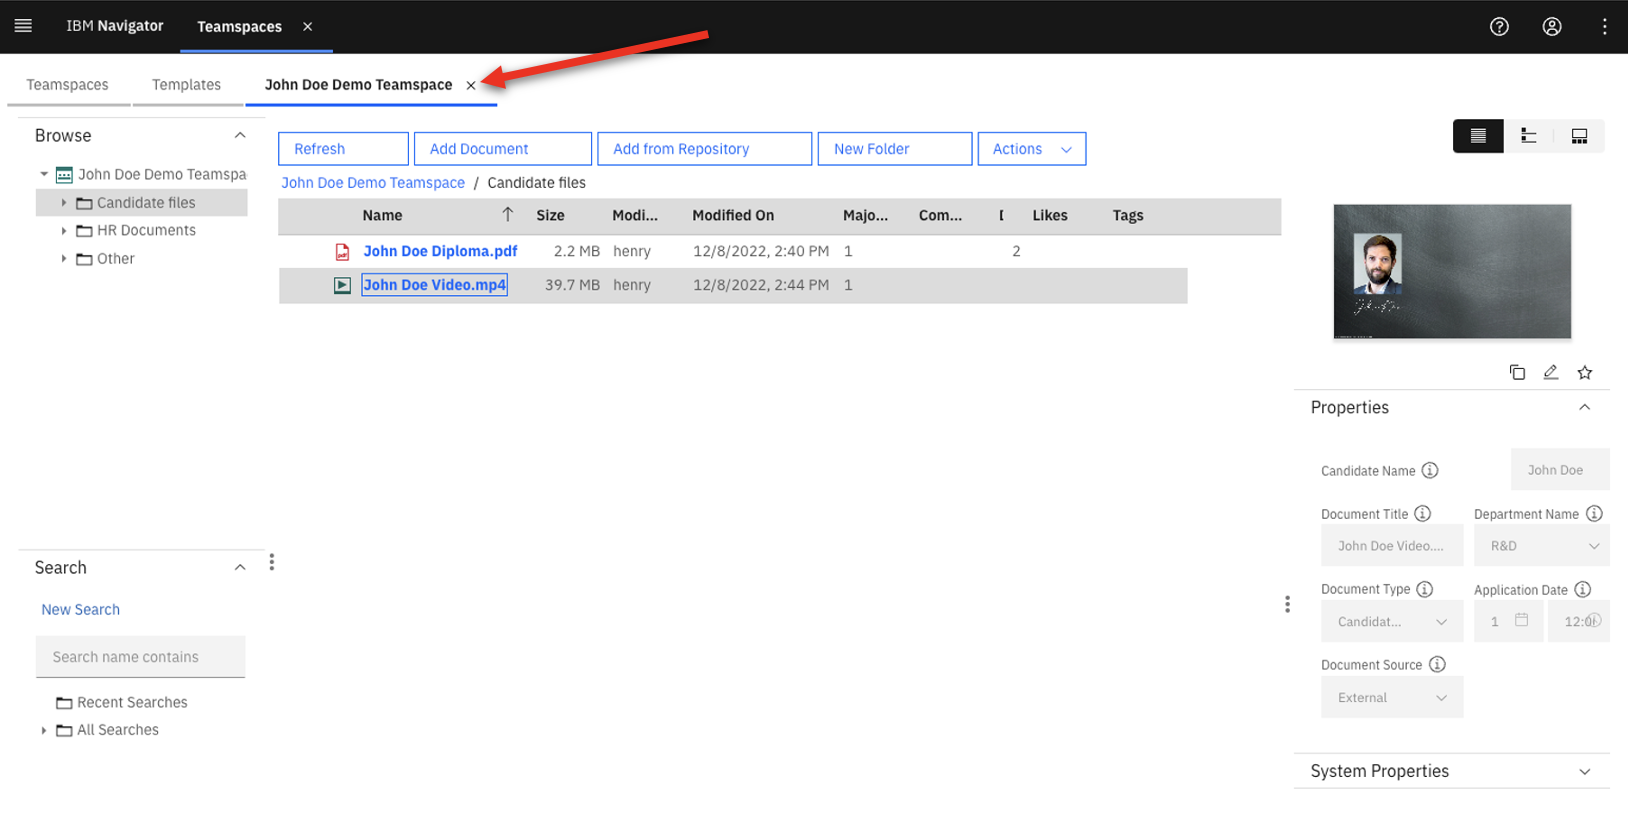 IBM Navigator
Teamspaces
Teamspaces
Templates
John Doe Demo Teamspace
Browse
John Doe Demo Teamspa
Candidate files
HR Documents
Other
Refresh
Add Document
Add from Repository
New Folder
Actions
John Doe Demo Teamspace / Candidate files
Name Size Modi... Modified On Majo... Com... Likes Tags
John Doe Diploma.pdf 2.2 MB henry 12/8/2022, 2:40 PM 1 2
John Doe Video.mp4 39.7 MB henry 12/8/2022, 2:44 PM 1
Search
New Search
Search name contains
Recent Searches
All Searches
Properties
Candidate Name John Doe
Document Title
Department Name
John Doe Video....
R&D
Document Type
Application Date
Candidat...
1
12:0
Document Source
External
System Properties